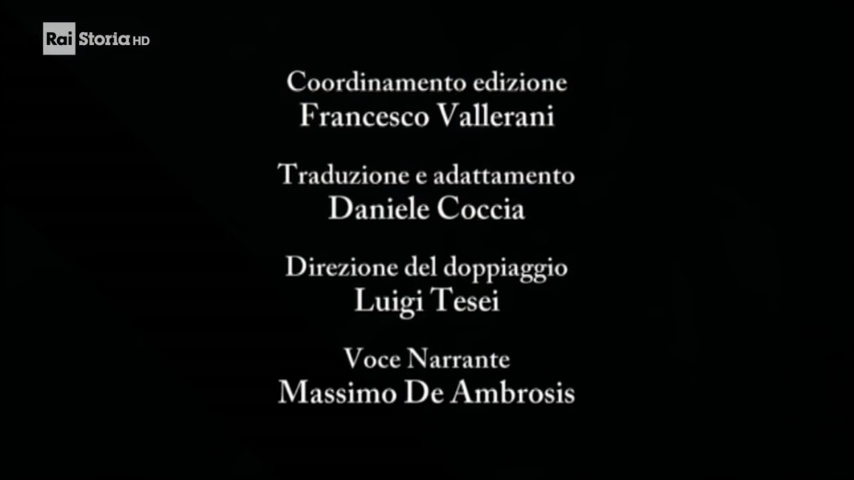 Rai Storia HD
Coordinamento edizione
Francesco Vallerani
Traduzione e adattamento
Daniele Coccia
Direzione del doppiaggio
Luigi Tesei
Voce Narrante
Massimo De Ambrosis